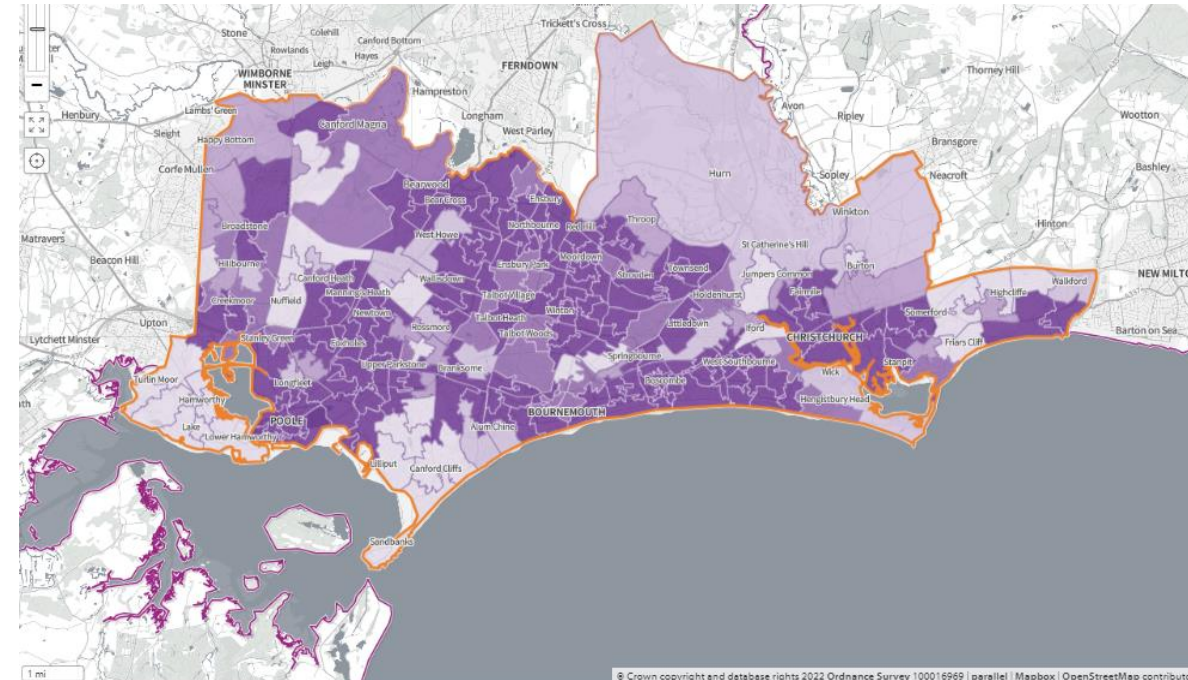 Trickett's Cross
Stone
Colehill
Canford Bottom
Rowlands
Leigh
Hayes
WIMBORNE
MINSTER
FERNDOWN
Thorney Hill
Hampreston
Henbury
Lambs' Green
Longham
Avon
Ripley
Wootton
Sleight
Happy Bottom
Canford Magna
West Parley
Bransgore
Corfe Mullen
Hurn
Sopley
Neacroft
Bashley
Bearwood
Bear Cross
Ensbury
Broadstone
Northbourne
Red Hill
Throop
Winkton
Hinton
Matravers
West Howe
Moordown
St Catherine's Hill
Beacon Hill
Hillbourne
Ensbury Park
Canford Heath
Wallisdown
Strouden
Townsend
Jumpers Common
Burton
NEW MILTO
Creekmoor
Nuffield
Manning's Heath
Talbot Village
Holdenhurst
Fairmile
Highcliffe
Walkford
Newtown
Talbot Heath
Winton
Somerford
Upton
Rossmore
Talbot Woods
Littledown
Iford
CHRISTCHURCH
Barton on Sea
Lytchett Minster
Stanley Green
Friars Cliff
Upper Parkstone
Branksome
Springbourne
West Southbourne
Stanpit
Turlin Moor
Longfleet
Boscombe
Wick
Hamworthy
BOURNEMOUTH
Hengistbury Head
Lake
POOLE
Alum Chine
Lower Hamworthy
Lilliput
Canford Cliffs
Sandbanks
1 mi
© Crown copyright and database rights 2022 Ordnance Survey 100016969 | parallel | Mapbox | OpenStreetMap contributo